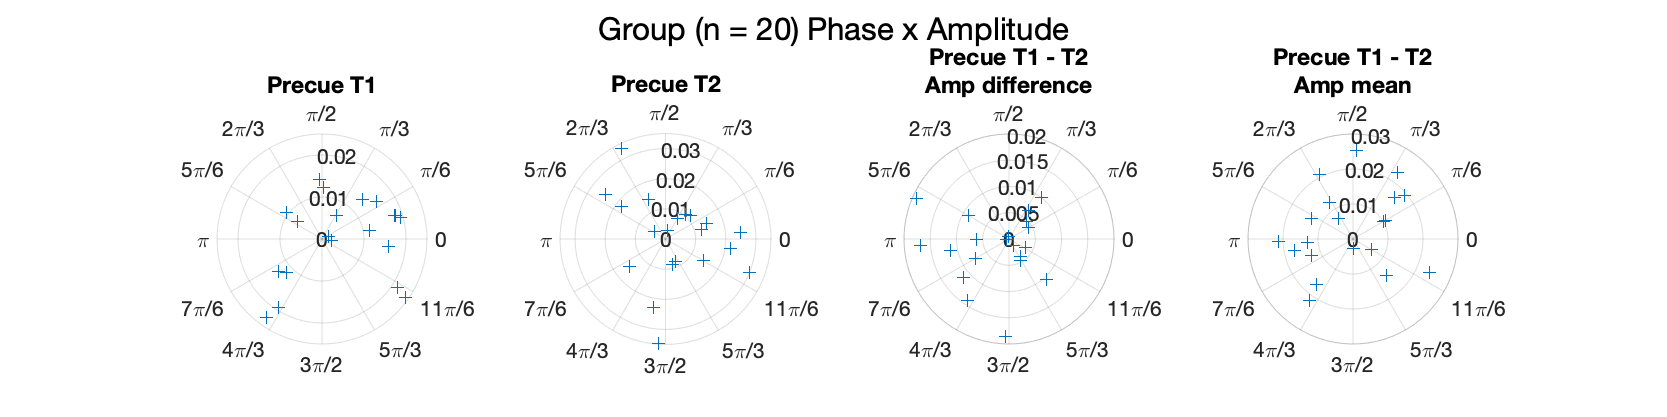 Group (n = 20) Phase x Amplitude
Precue T1
π/2
2π/3
π/3
5π/6
0.02
π/6
0.01
π
0
0
7π/6
11π/6
4π/3
5π/3
3π/2
Precue T2
π/2
2π/3
π/3
0.03
5π/6
π/6
0.02
0.01
π
0
0
7π/6
11π/6
4π/3
5π/3
3π/2
Precue T1 - T2
Amp difference
π/2
2π/3
0.02
π/3
0.015
5π/6
π/6
0.01
0.005
π
0
0
7π/6
11π/6
4π/3
5π/3
3π/2
Precue T1 - T2
Amp mean
π/2
2π/3
0.03
π/3
5π/6
0.02
π/6
0.01
π
0
0
7π/6
11π/6
4π/3
5π/3
3π/2